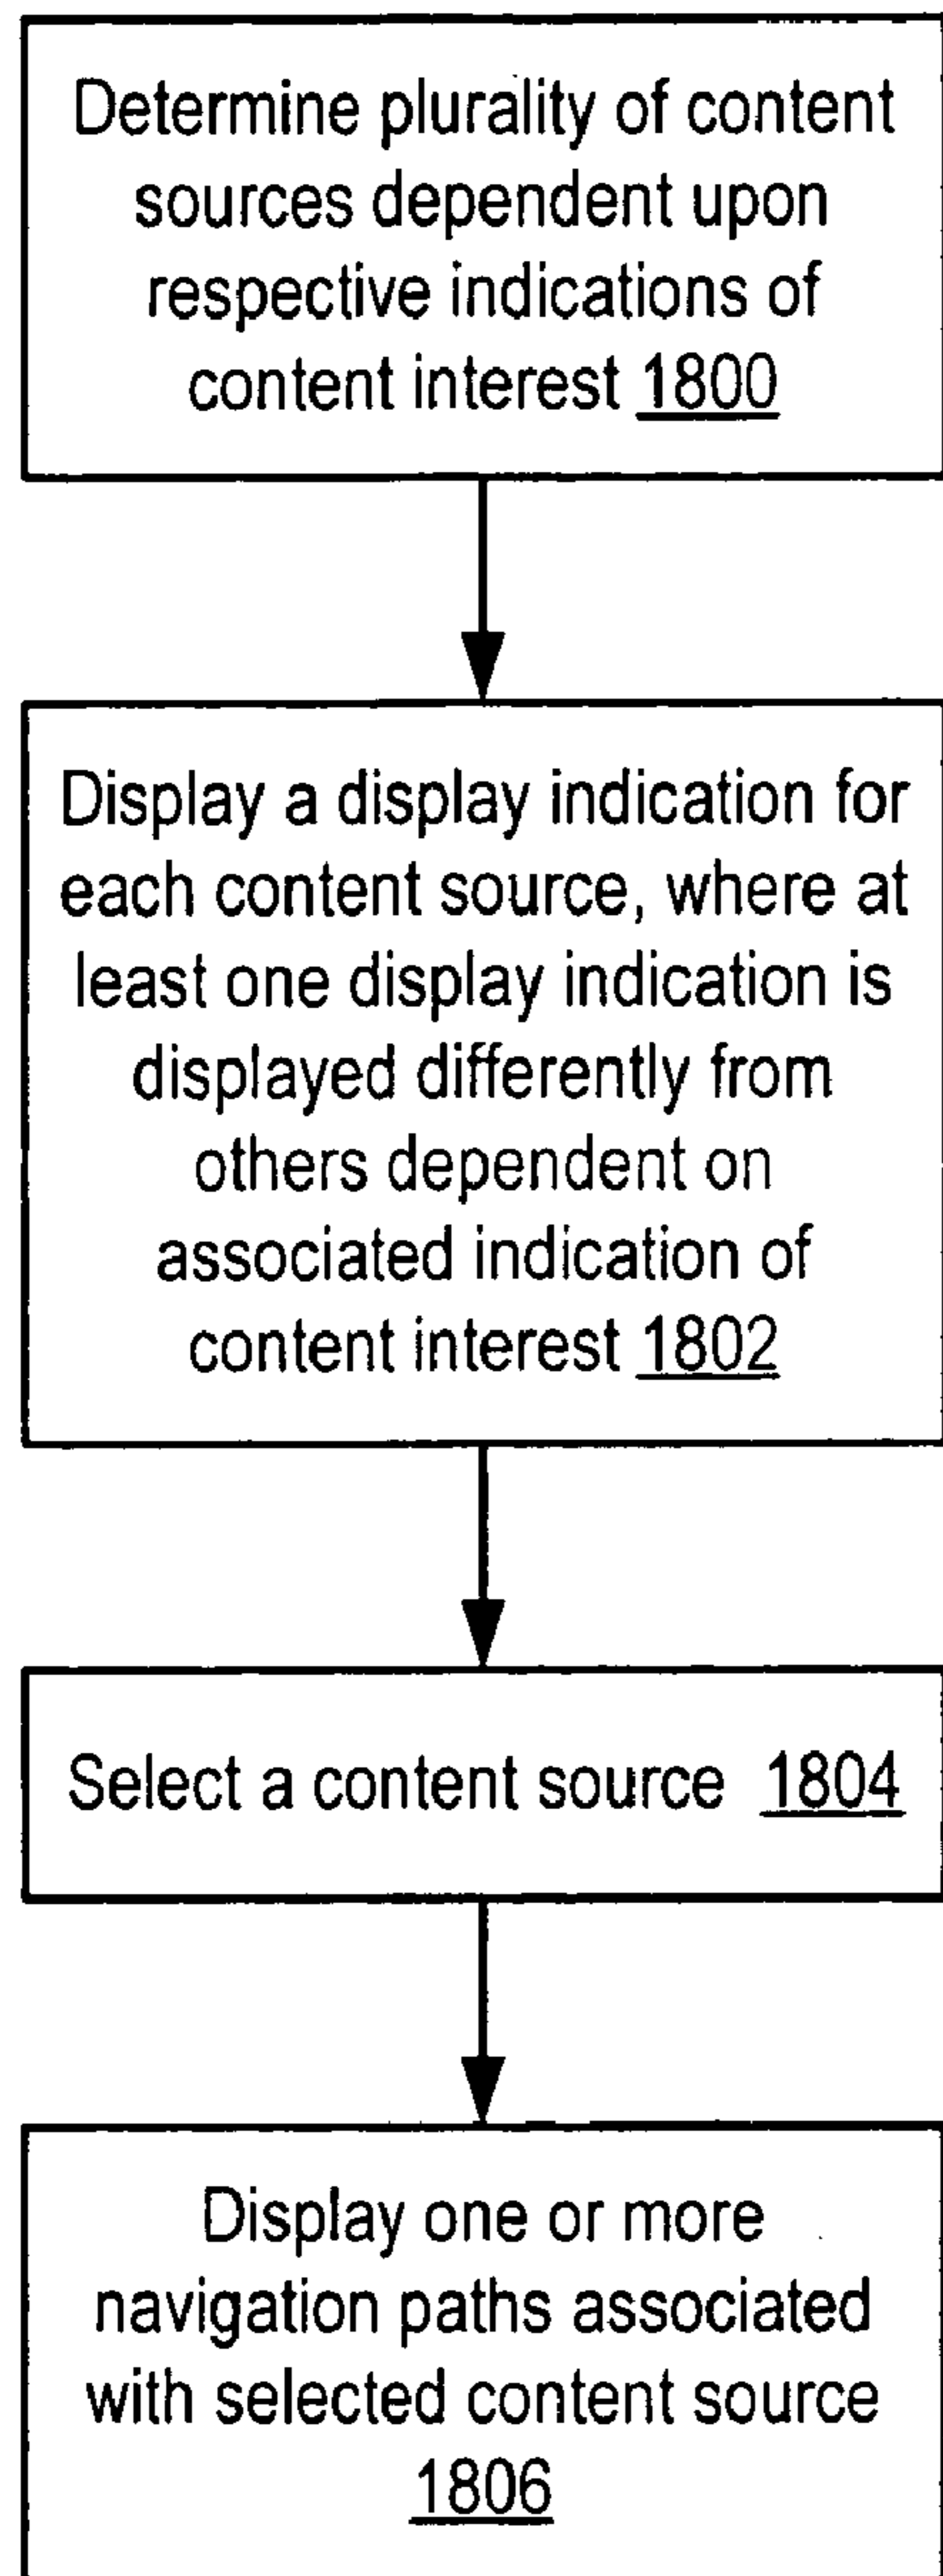 Determine plurality of content
sources dependent upon
respective indications of
content interest 1800
Display a display indication for
each content source, where at
least one display indication is
displayed differently from
others dependent on
associated indication of
content interest 1802
Select a content source 1804
Display one or more
navigation paths associated
with selected content source
1806